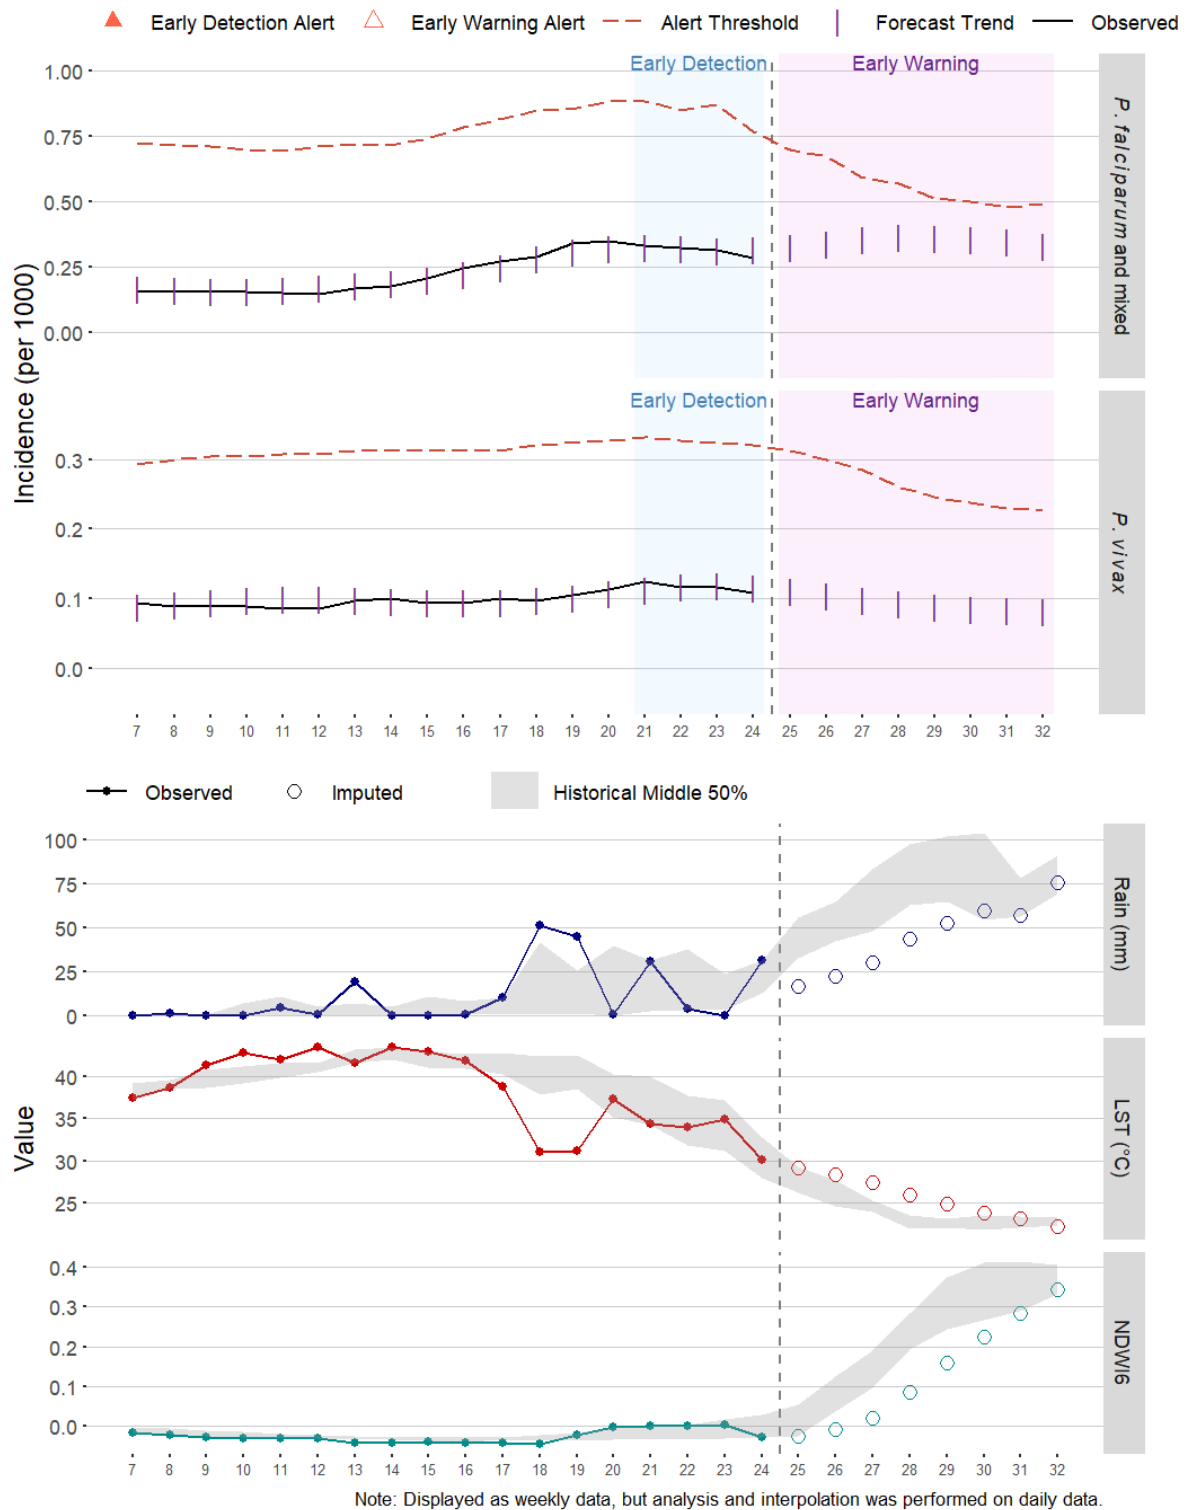 Early Detection Alert Early Warning Alert Alert Threshold Forecast Trend Observed
Early Detection Early Warning
1.00
0.75
0.50
0.25
0.00
P. falciparum and mixed
Early Detection Early Warning
0.3
0.2
0.1
0.0
P. vivax
Incidence (per 1000)
7 8 9 10 11 12 13 14 15 16 17 18 19 20 21 22 23 24 25 26 27 28 29 30 31 32
Observed Imputed Historical Middle 50%
100
75
50
25
0
Rain (mm)
40
35
30
25
LST (°C)
0.4
0.3
0.2
0.1
0.0
NDWI6
Value
7 8 9 10 11 12 13 14 15 16 17 18 19 20 21 22 23 24 25 26 27 28 29 30 31 32
Note: Displayed as weekly data, but analysis and interpolation was performed on daily data.